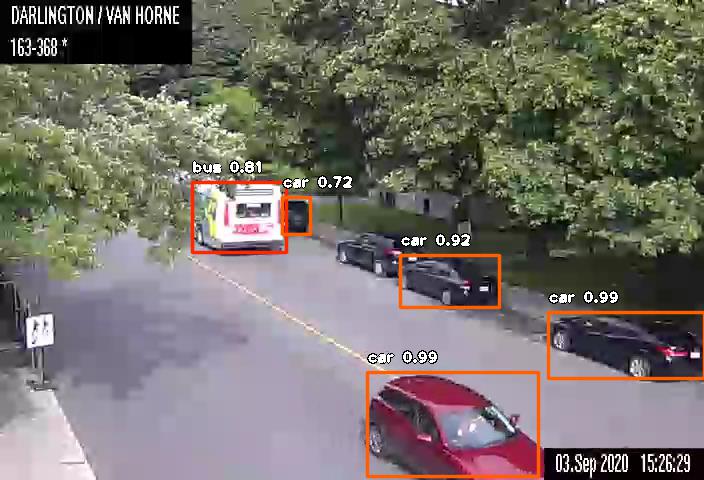 DARLINGTON / VAN HORNE
163-368 *
bus 0.81
car 0.72
car 0.92
car 0.99
car 0.99
03.Sep 2020 15:26:29